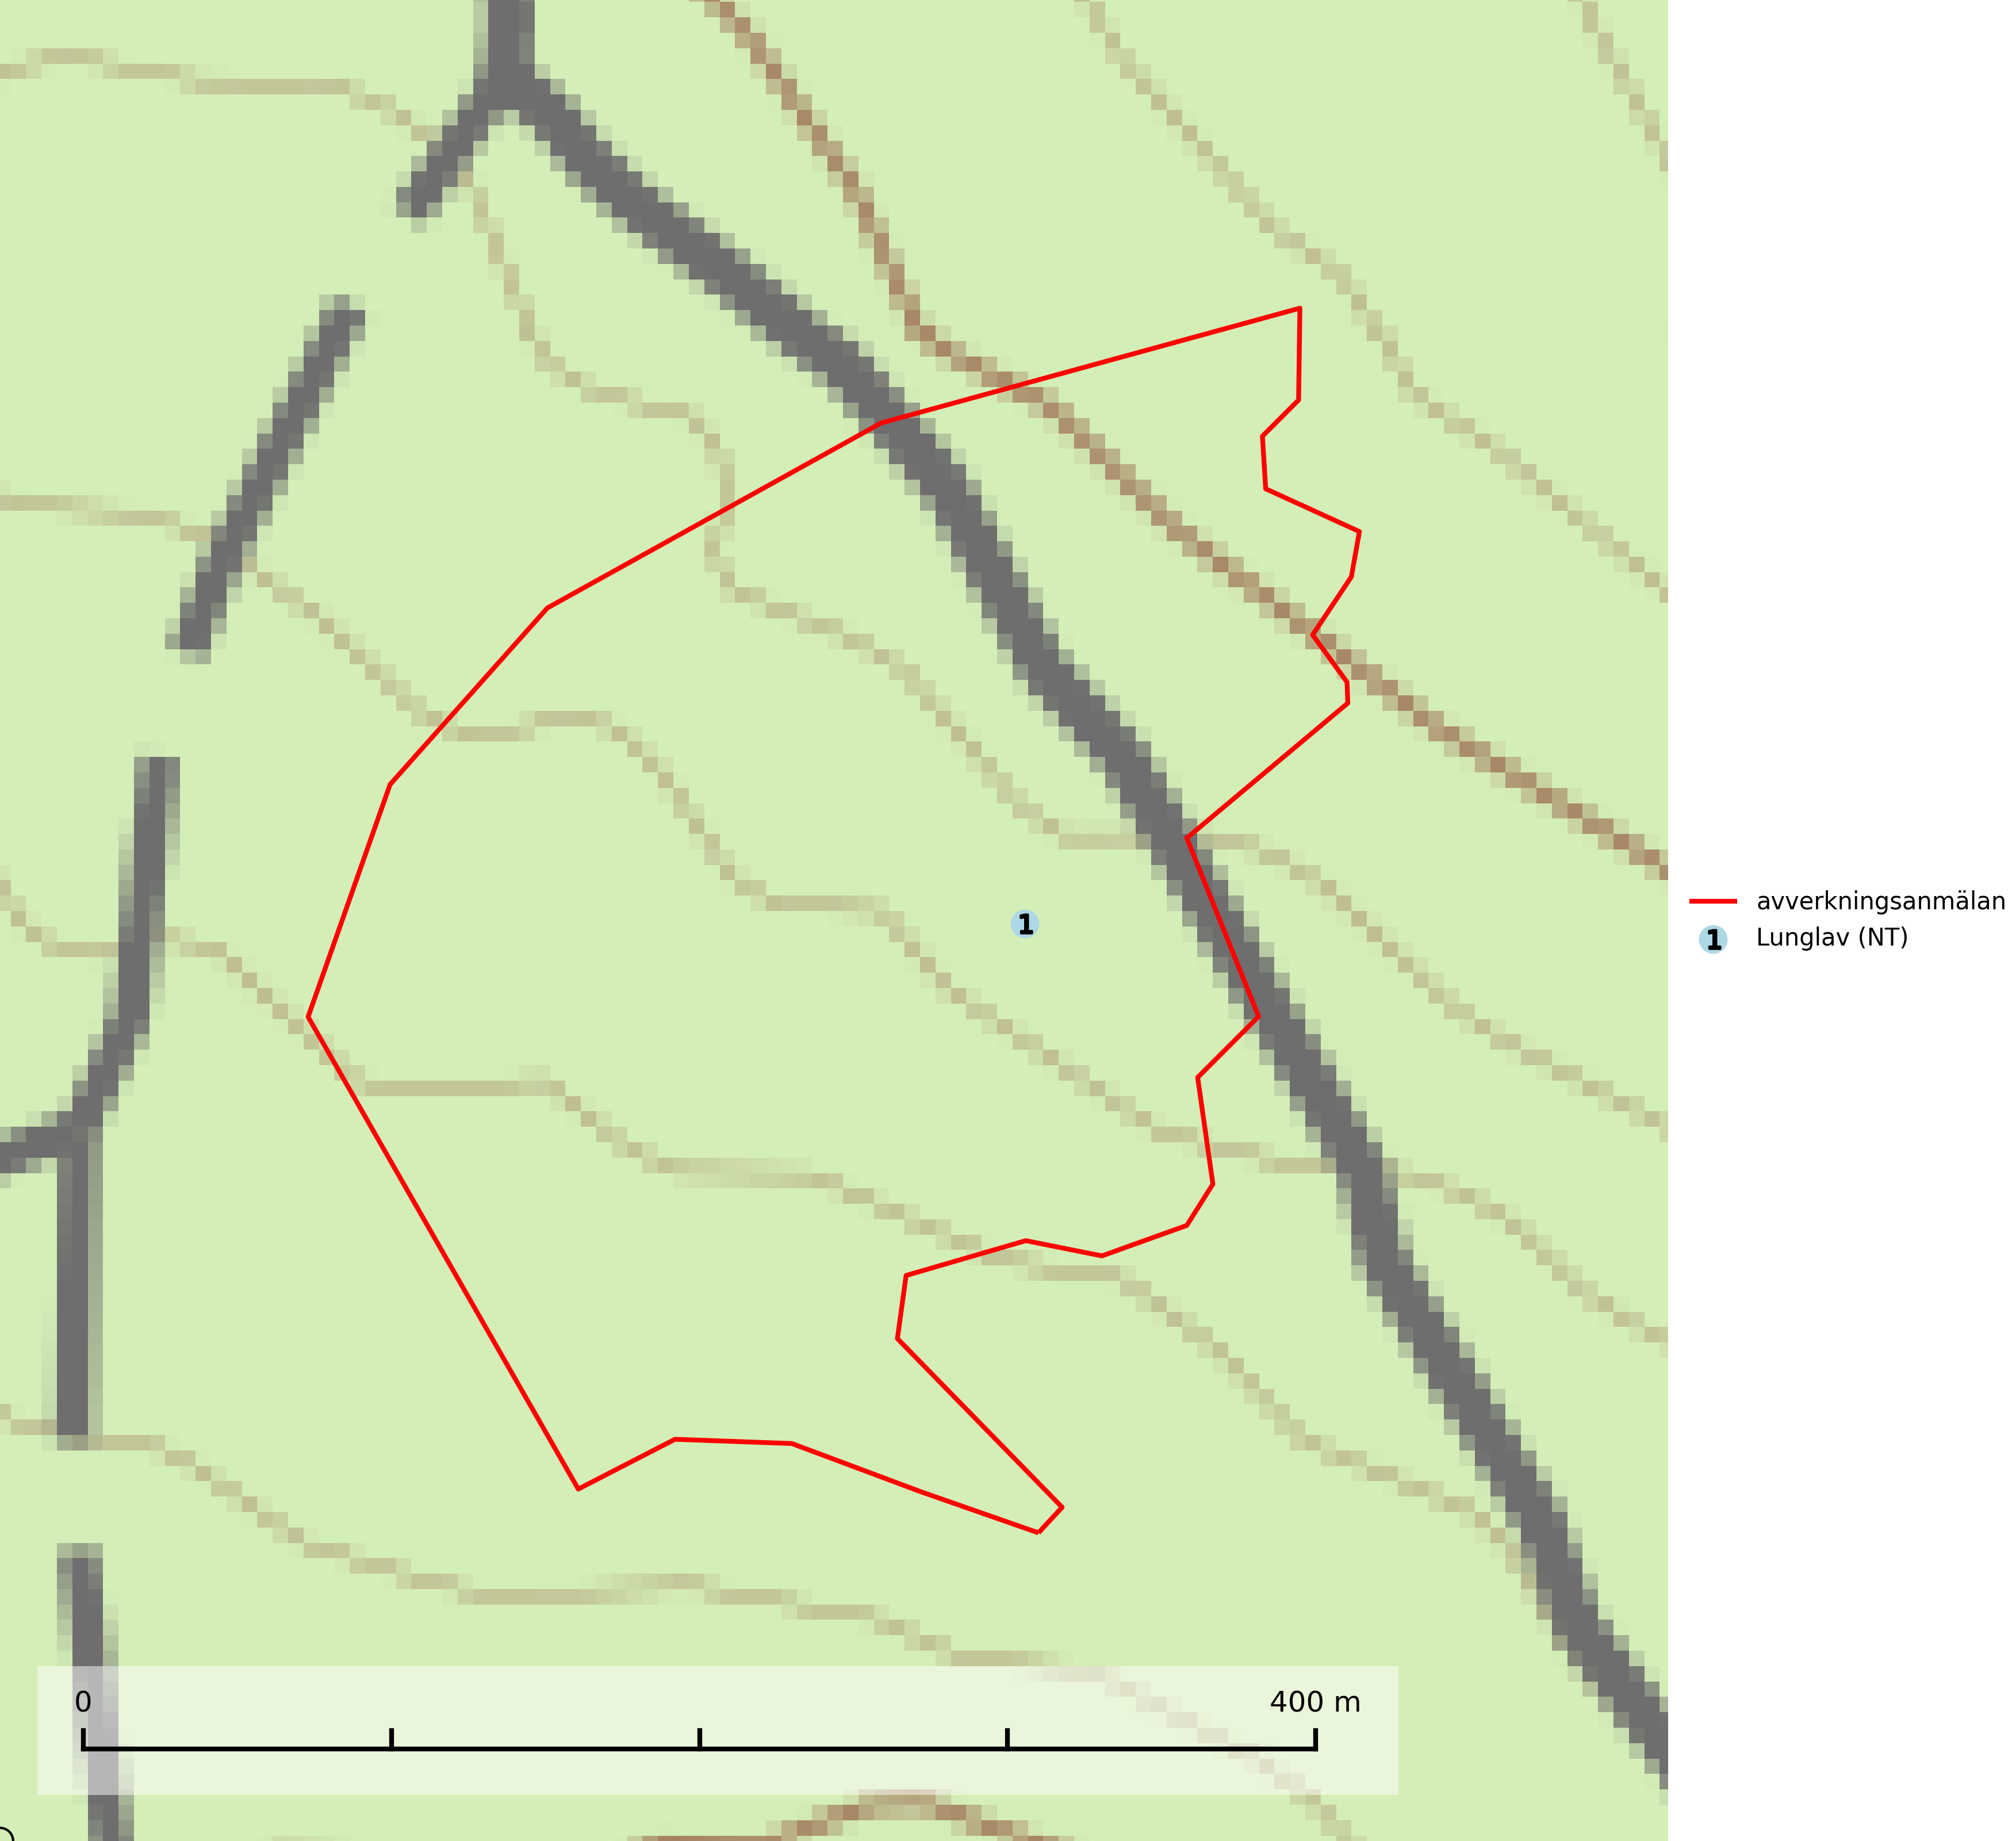 1
avverkningsanmälan
1 Lunglav (NT)
0 400 m